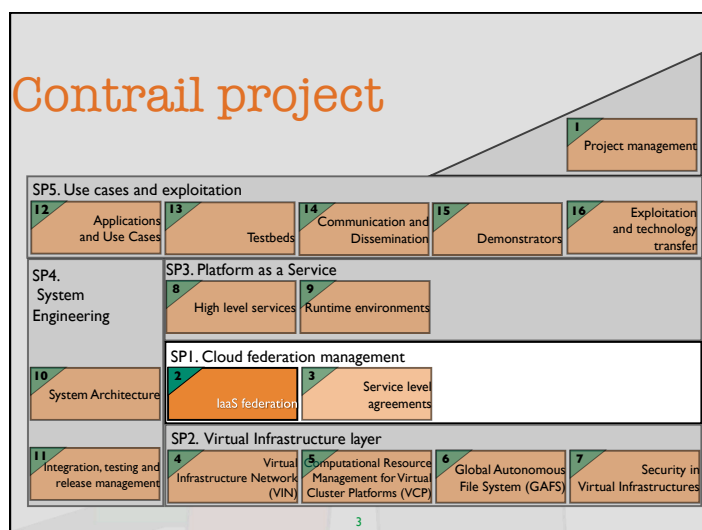 Contrail project
1
Project management
SP5. Use cases and exploitation
12
Applications
and Use Cases
13
Testbeds
14
Communication and
Dissemination
15
Demonstrators
16
Exploitation
and technology
transfer
SP4.
System
Engineering
10
System Architecture
11
Integration, testing and
release management
SP3. Platform as a Service
8
High level services
9
Runtime environments
SP1. Cloud federation management
2
IaaS federation
3
Service level
agreements
SP2. Virtual Infrastructure layer
4
Virtual
Infrastructure Network
(VIN)
5
Computational Resource
Management for Virtual
Cluster Platforms (VCP)
6
Global Autonomous
File System (GAFS)
7
Security in
Virtual Infrastructures
3